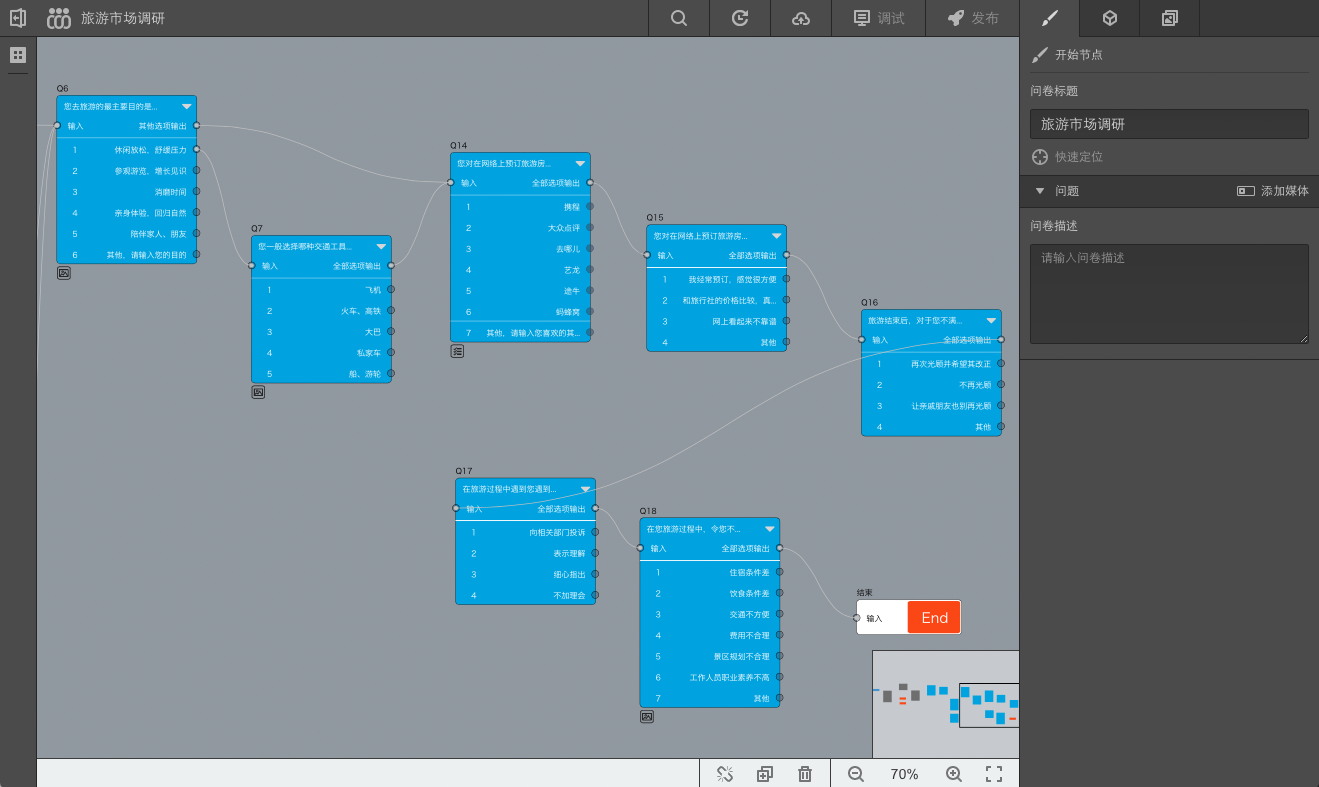 旅游市场调研
调试
发布
开始节点
问卷标题
旅游市场调研
快速定位
问题
添加媒体
问卷描述
请输入问卷描述
Q6
您去旅游的最主要目的是...
输入 其他选项输出
1 休闲放松、舒缓压力
2 参观游览、增长见识
3 消磨时间
4 亲身体验、回归自然
5 陪伴家人、朋友
6 其他、请输入您的目的
Q7
您一般选择哪种交通工具...
输入 全部选项输出
1 飞机
2 火车、高铁
3 大巴
4 私家车
5 船、游轮
Q14
您对在网络上预订旅游房...
输入 全部选项输出
1 携程
2 大众点评
3 去哪儿
4 艺龙
5 途牛
6 蚂蜂窝
7 其他、请输入您喜欢的其...
Q15
您对在网络上预订旅游房...
输入 全部选项输出
1 我经常预订、感觉很方便
2 和旅行社的价格比较、真...
3 网上看起来不靠谱
4 其他
Q16
旅游结束后、对于您不满...
输入 全部选项输出
1 再次光顾并希望其改正
2 不再光顾
3 让亲戚朋友也别再光顾
4 其他
Q17
在旅游过程中遇到您遇到...
输入 全部选项输出
1 向相关部门投诉
2 表示理解
3 细心指出
4 不加理会
Q18
在您旅游过程中、令您不...
输入 全部选项输出
1 住宿条件差
2 饮食条件差
3 交通不方便
4 费用不合理
5 景区规划不合理
6 工作人员职业素养不高
7 其他
结果
输入 End
70%